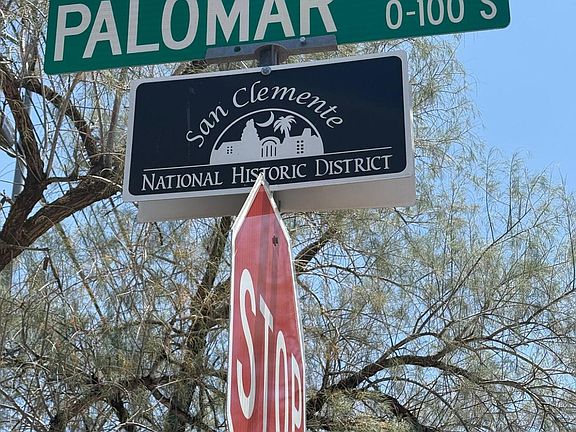 PALOMAR 0-100 S
San Clemente
NATIONAL HISTORIC DISTRICT
STOP